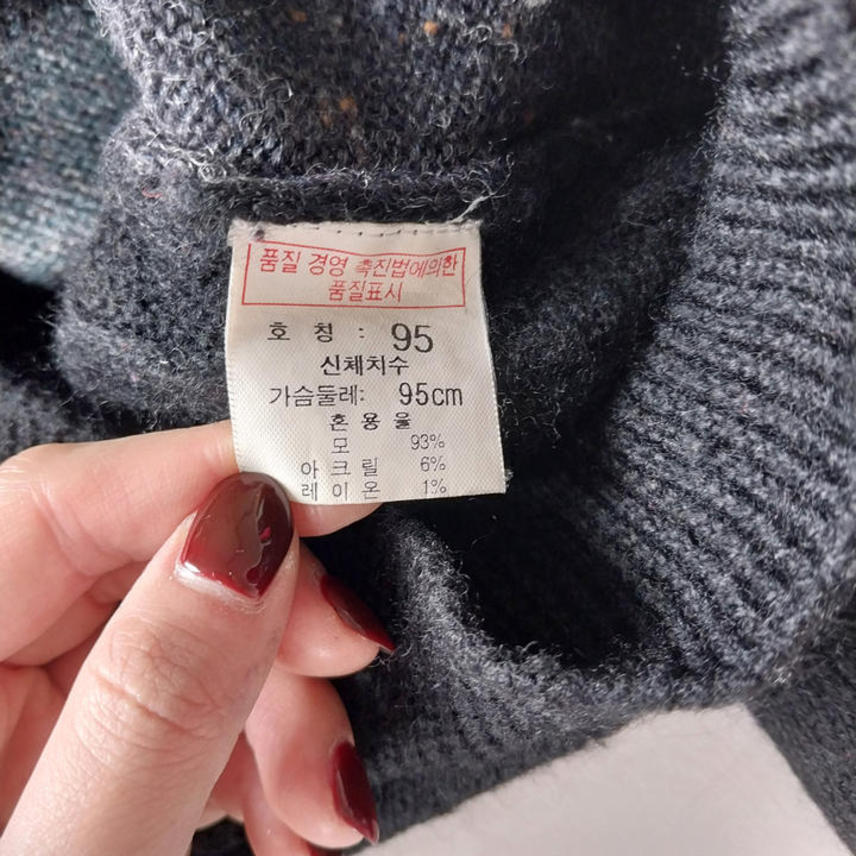 품질 경영 촉진법에의한
품질표시
호 칭 : 95
신체치수
가슴둘레: 95cm
혼 용 율
모 93%
아 크 릴 6%
레 이 온 1%